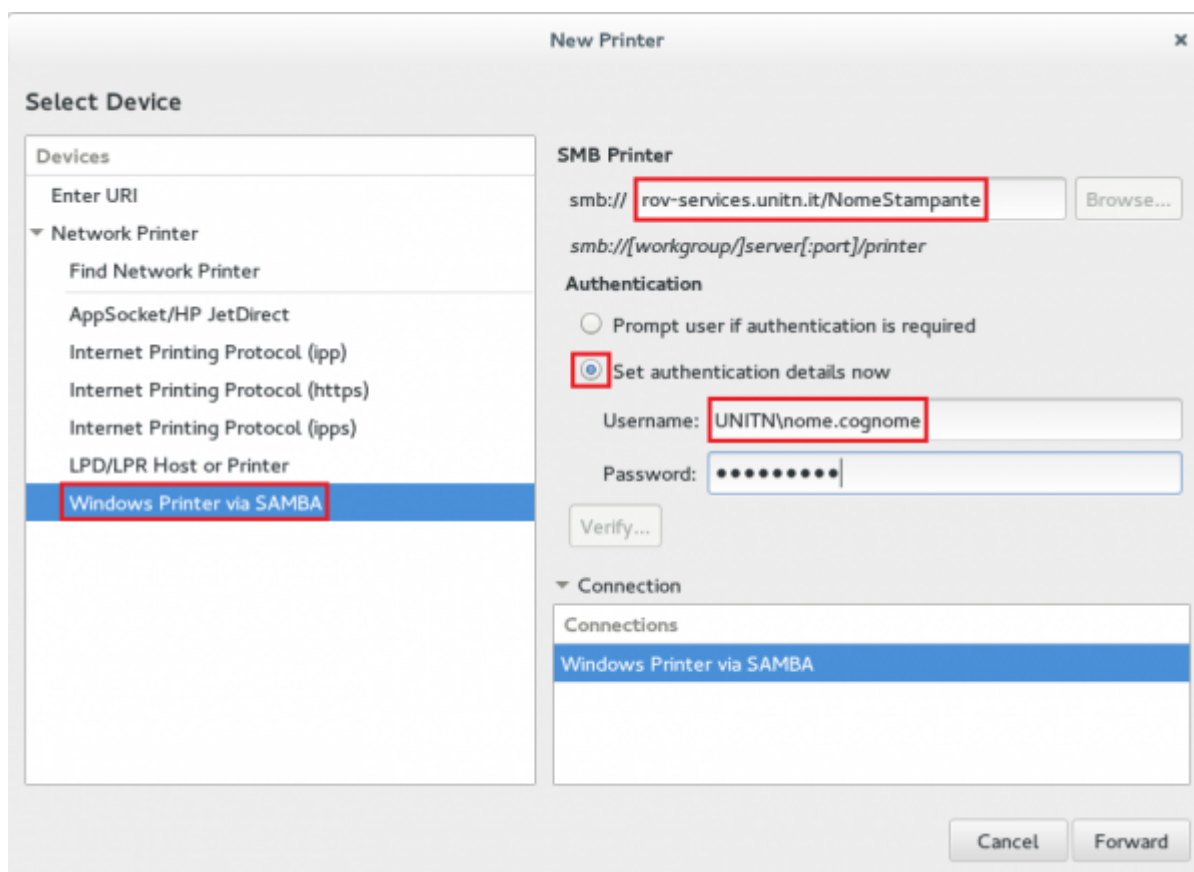 New Printer
Select Device
Devices
Enter URI
Network Printer
Find Network Printer
AppSocket/HP JetDirect
Internet Printing Protocol (ipp)
Internet Printing Protocol (https)
Internet Printing Protocol (ipps)
LPD/LPR Host or Printer
Windows Printer via SAMBA
SMB Printer
smb:// rov-services.unitn.it/NomeStampante Browse...
smb://[workgroup/]server[:port]/printer
Authentication
Prompt user if authentication is required
Set authentication details now
Username: UNITN\nome.cognome
Password: ●●●●●●●●●
Verify...
Connection
Connections
Windows Printer via SAMBA
Cancel Forward